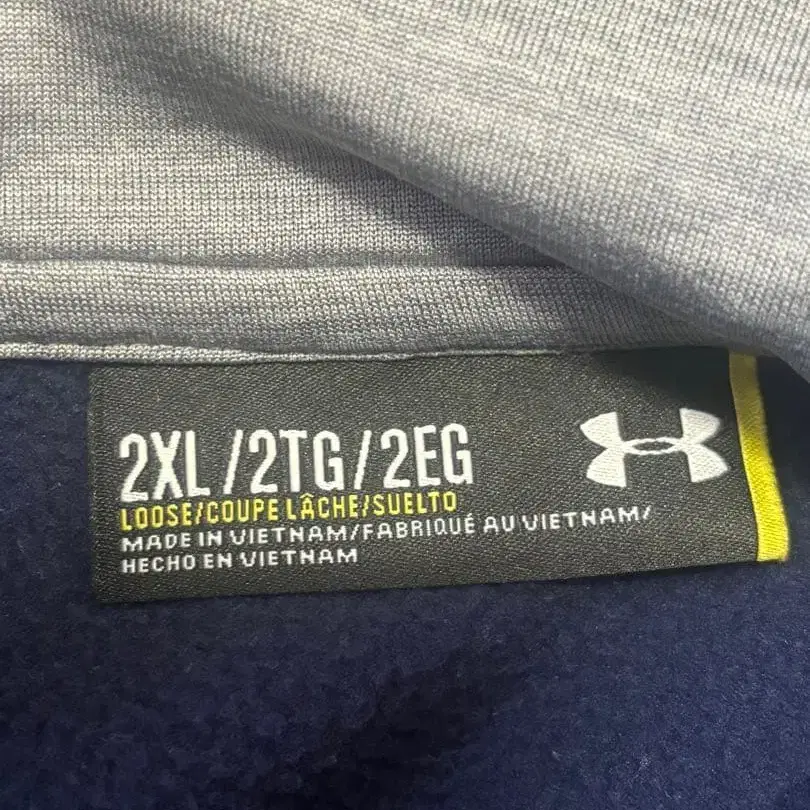 2XL/2TG/2EG
LOOSE/COUPE LÂCHE/SUELTO
MADE IN VIETNAM/FABRIQUÉ AU VIETNAM/
HECHO EN VIETNAM